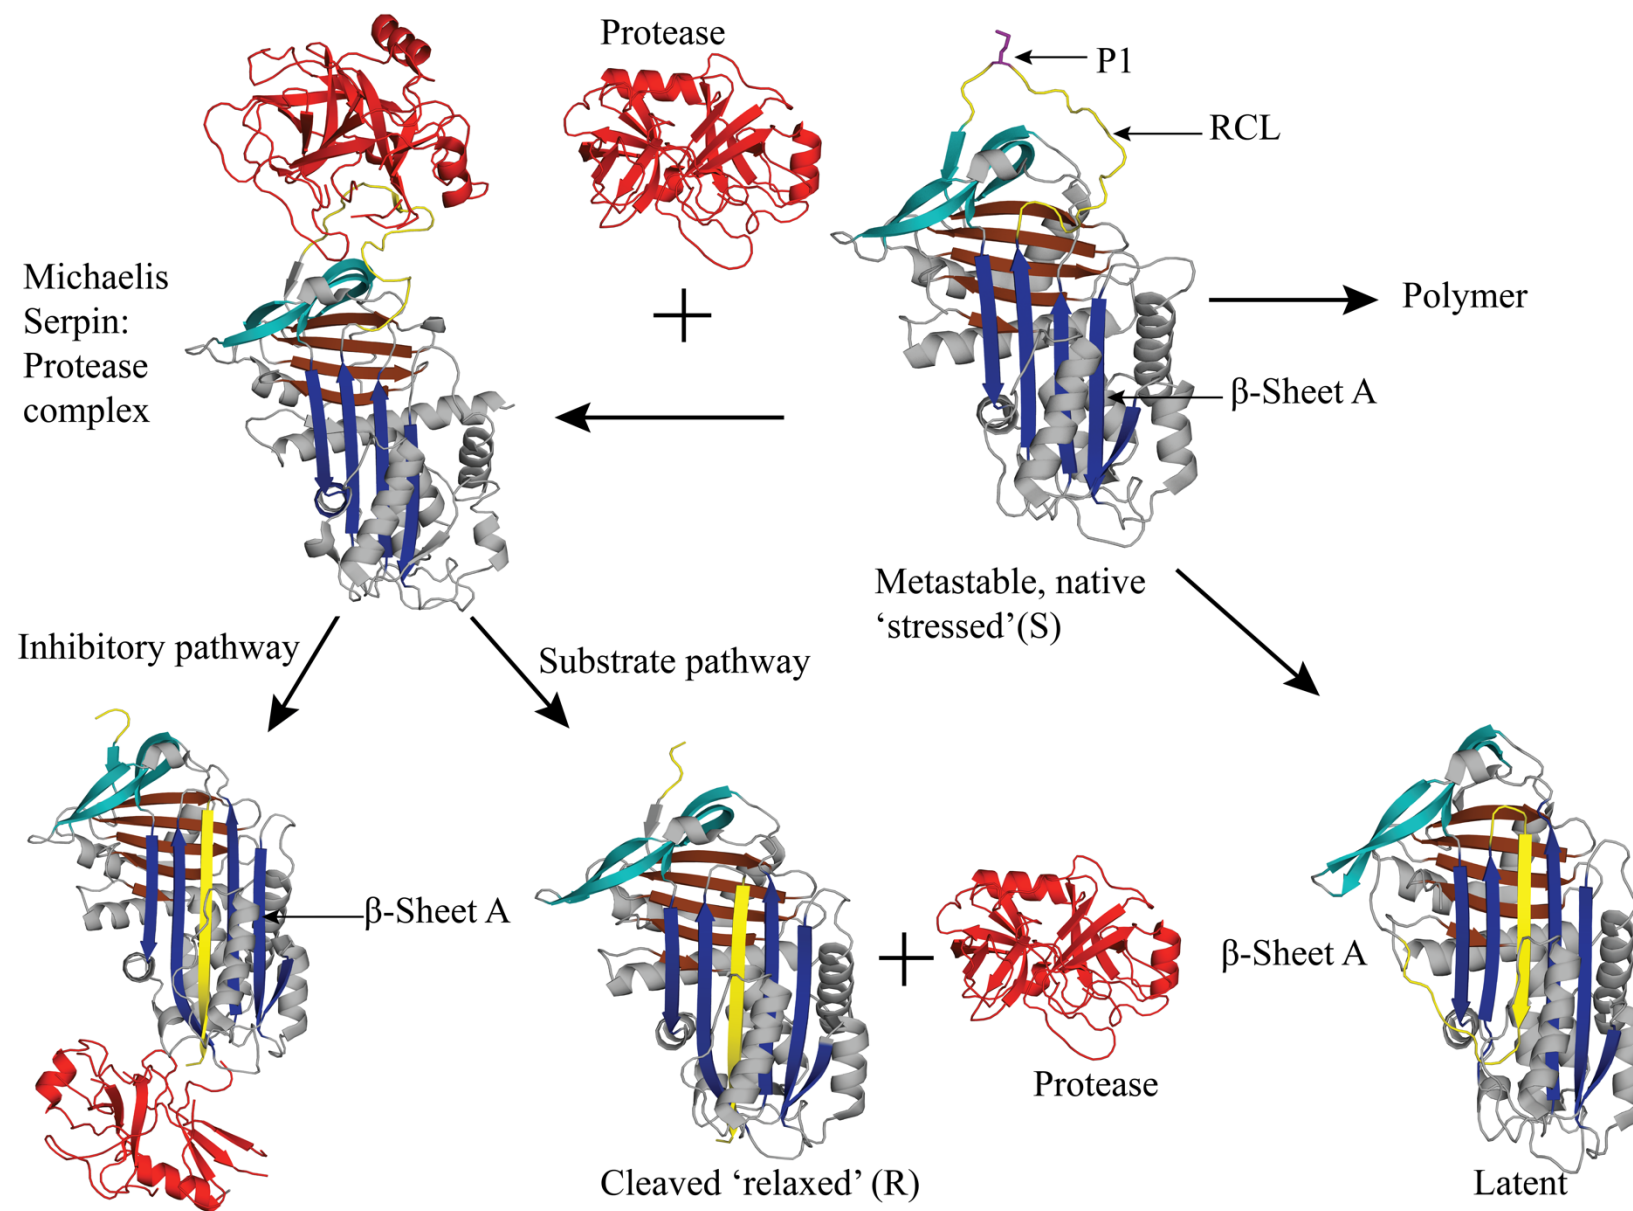 Protease
P1
RCL
Michaelis
Serpin:
Protease
complex
Polymer
β-Sheet A
Metastable, native
‘stressed’(S)
Inhibitory pathway
Substrate pathway
β-Sheet A
β-Sheet A
Protease
Cleaved ‘relaxed’ (R)
Latent